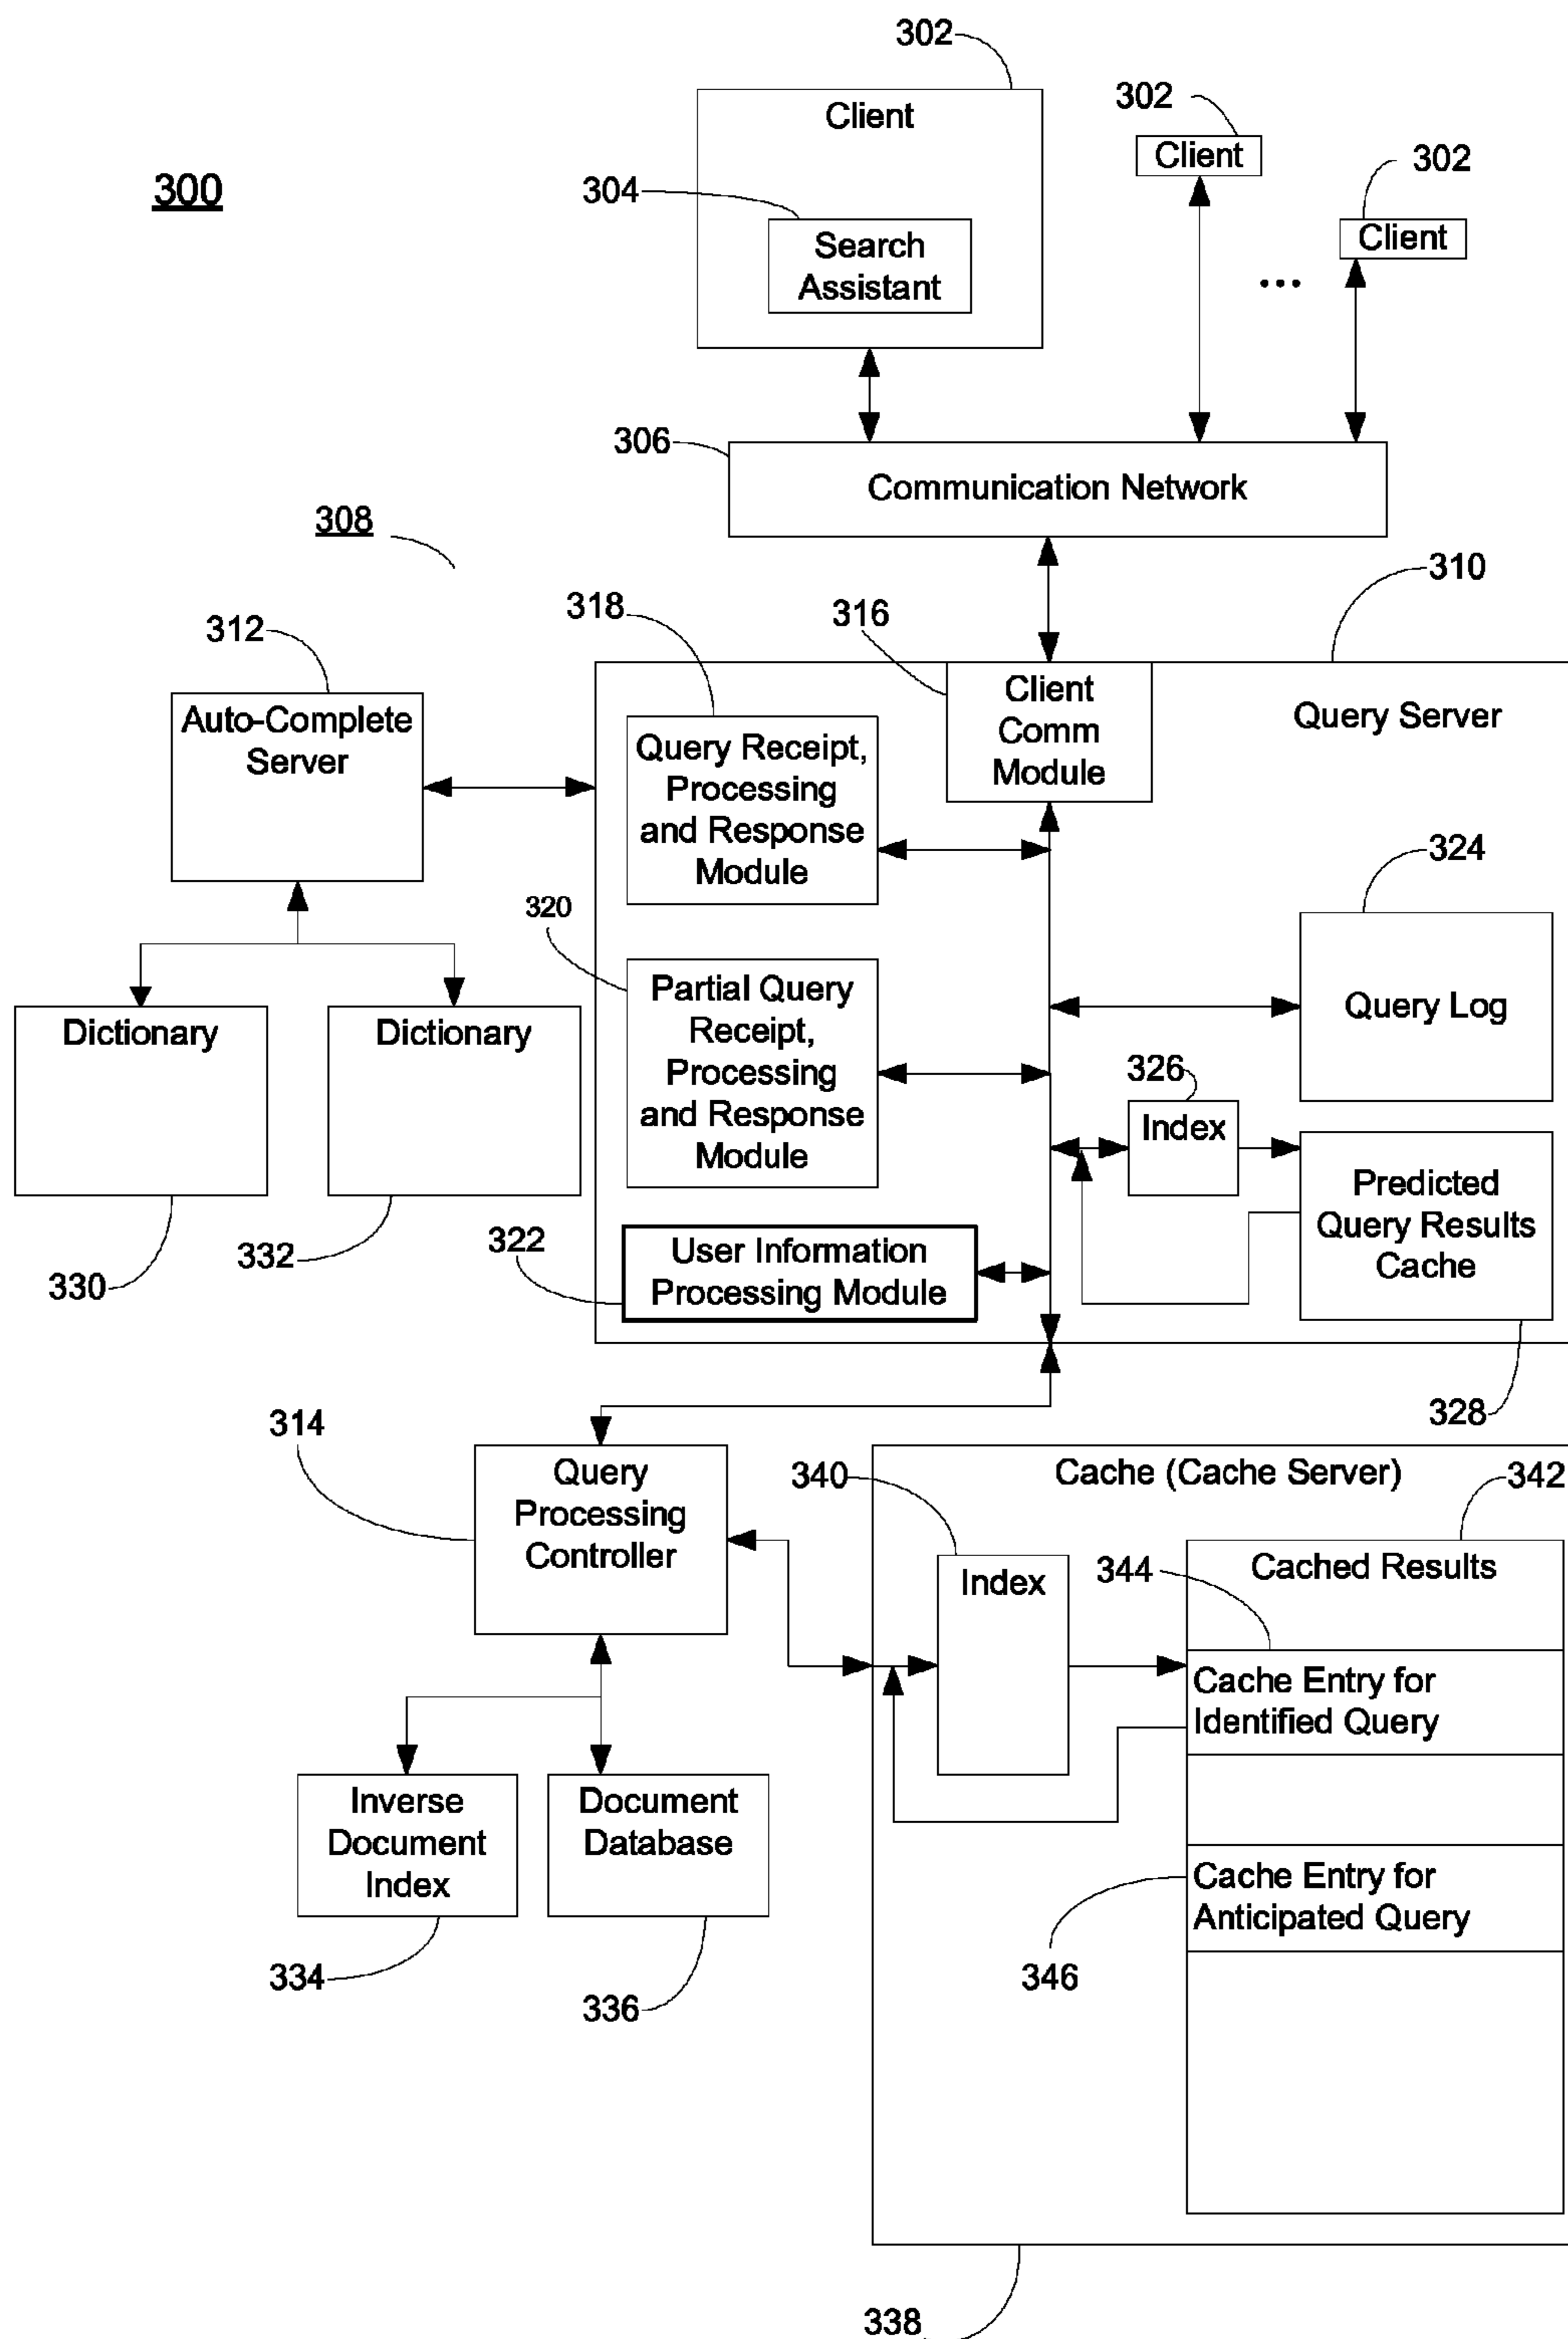 302
Client
302
Client
300
304
302
Search
Assistant
Client
...
306
Communication Network
308
310
318
316
312
Client
Comm
Module
Query Server
Auto-Complete
Server
Query Receipt,
Processing
and Response
Module
324
320
Partial Query
Receipt,
Processing
and Response
Module
Query Log
Dictionary
Dictionary
326
Index
Predicted
Query Results
Cache
322
User Information
Processing Module
332
330
328
314
Query
Processing
Controller
340
Cache (Cache Server)
342
Index
344
Cached Results
Cache Entry for
Identified Query
Inverse
Document
Index
Document
Database
Cache Entry for
Anticipated Query
334
336
346
338